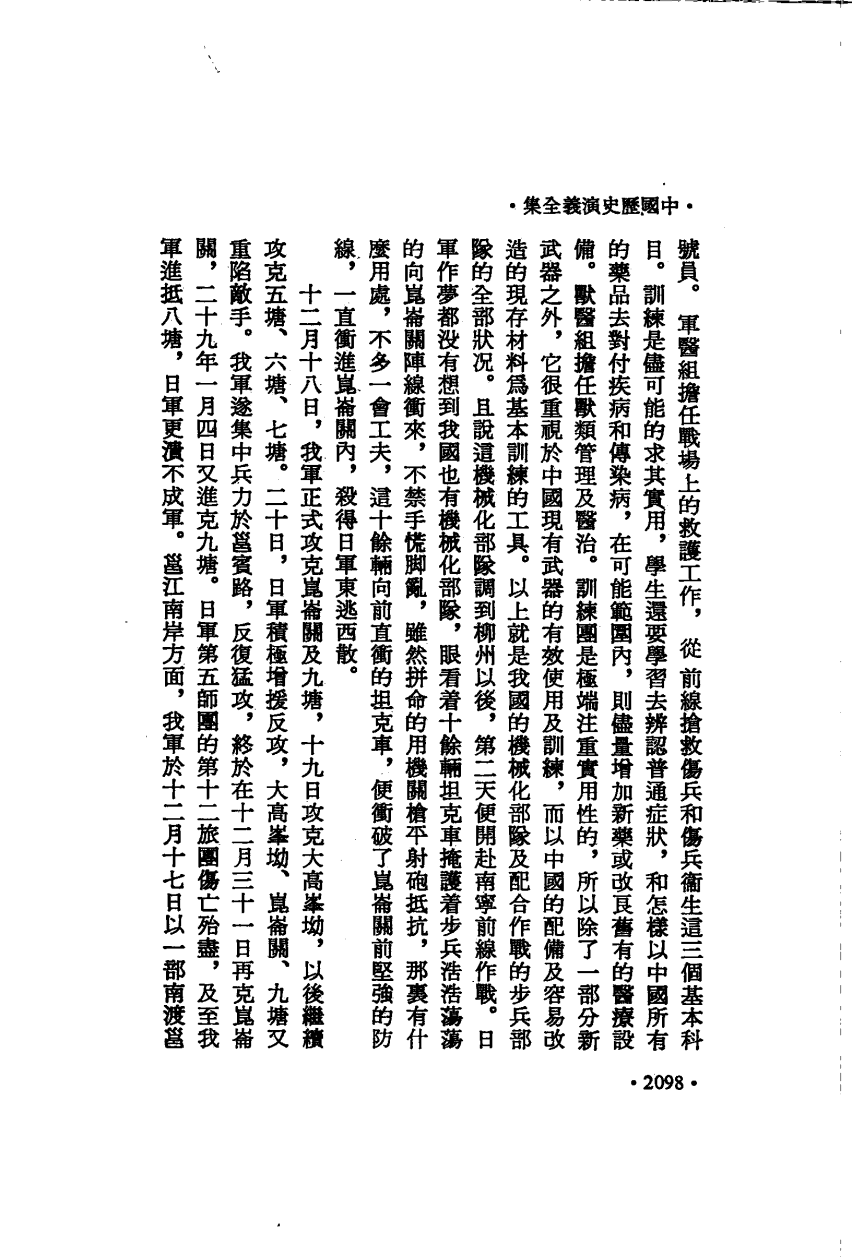 •中國歷史演義全集•
號員。軍醫組擔任戰場上的救護工作，從前線搶救傷兵和傷兵衞生這三個基本科
目。訓練是儘可能的求其實用，學生還要學習去辨認普通症狀，和怎樣以中國所有
的藥品去對付疾病和傳染病，在可能範圍內，則儘量增加新藥或改良舊有的醫療設
備。獸醫組擔任獸類管理及醫治。訓練團是極端注重實用性的，所以除了一部分新
武器之外，它很重視於中國現有武器的有效使用及訓練，而以中國的配備及容易改
造的現存材料爲基本訓練的工具。以上就是我國的機械化部隊及配合作戰的步兵部
隊的全部狀况。且說這機械化部隊調到柳州以後，第二天便開赴南寧前線作戰。日
軍作夢都没有想到我國也有機械化部隊，眼看着十餘輛坦克車掩護着步兵浩浩蕩蕩
的向崑崙關陣線衝來，不禁手慌脚亂，雖然拼命的用機關槍平射砲抵抗，那裏有什
麼用處，不多一會工夫，這十餘輛向前直衝的坦克車，便衝破了崑崙關前堅強的防
線，一直衝進崑崙關內，殺得日軍東逃西散。
十二月十八日，我軍正式攻克崑崙關及九塘，十九日攻克大高峯坳，以後繼續
攻克五塘、六塘、七塘。二十日，日軍積極增援反攻，大高峯坳、崑崙關、九塘又
重陷敵手。我軍遂集中兵力於邕賓路，反復猛攻，終於在十二月三十一日再克崑崙
關，二十九年一月四日又進克九塘。日軍第五師團的第十二旅團傷亡殆盡，及至我
軍進抵八塘，日軍更潰不成軍。邕江南岸方面，我軍於十二月十七日以一部南渡邕
•2098•